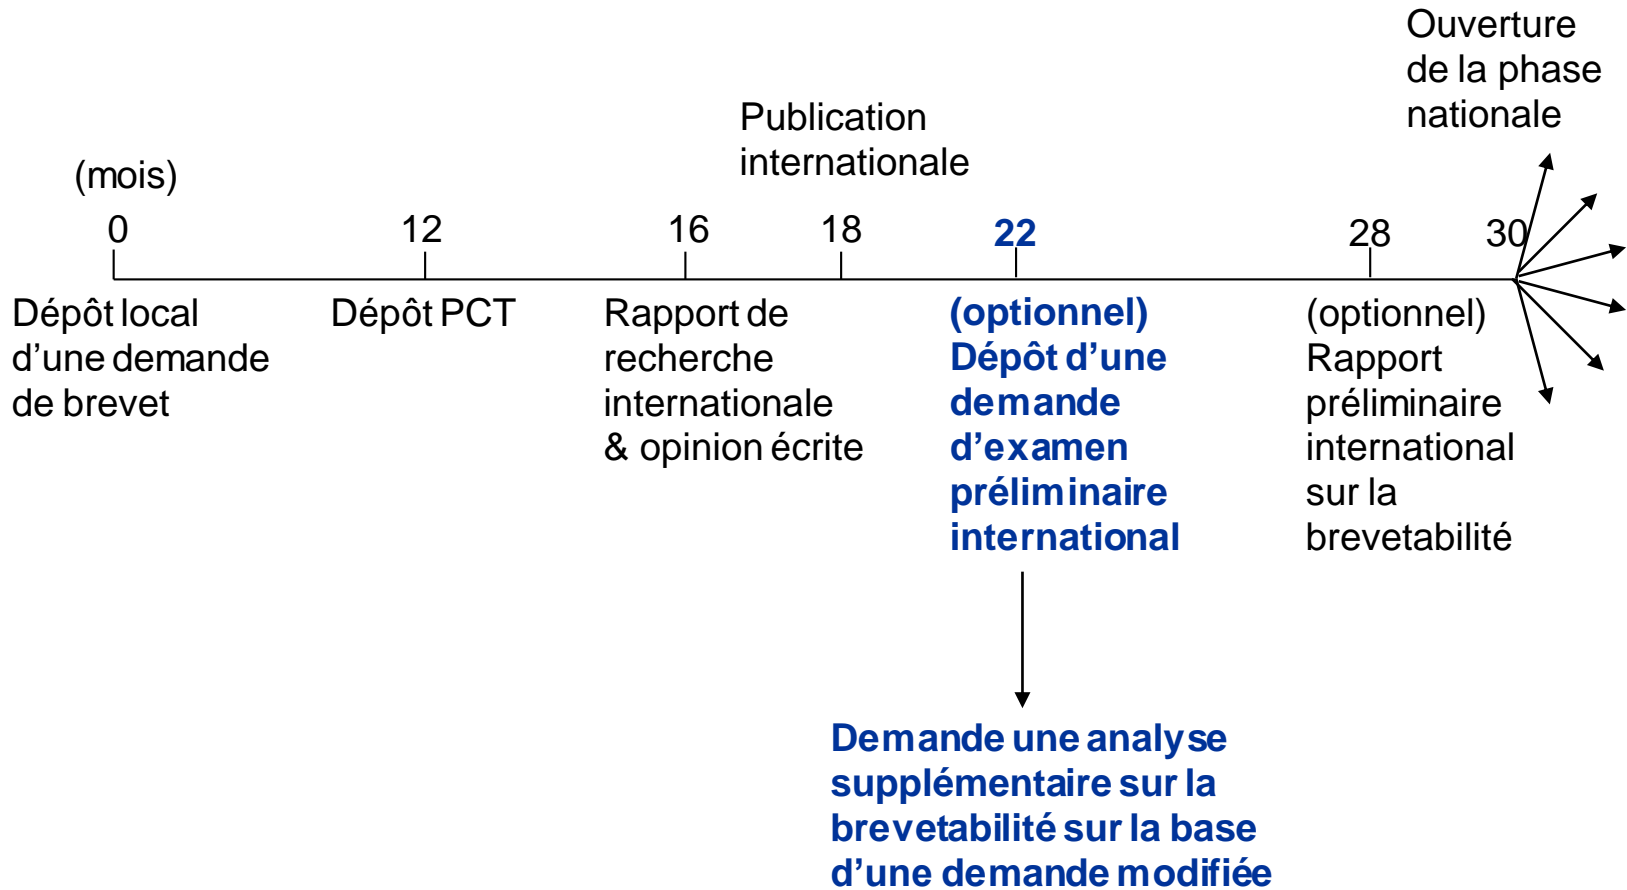 Ouverture
de la phase
nationale
Publication
internationale
(mois)
0
12
16
18
22
28
30
Dépôt local
d’une demande
de brevet
Dépôt PCT
Rapport de
recherche
internationale
& opinion écrite
(optionnel)
Dépôt d’une
demande
d’examen
préliminaire
international
(optionnel)
Rapport
préliminaire
international
sur la
brevetabilité
Demande une analyse
supplémentaire sur la
brevetabilité sur la base
d’une demande modifiée